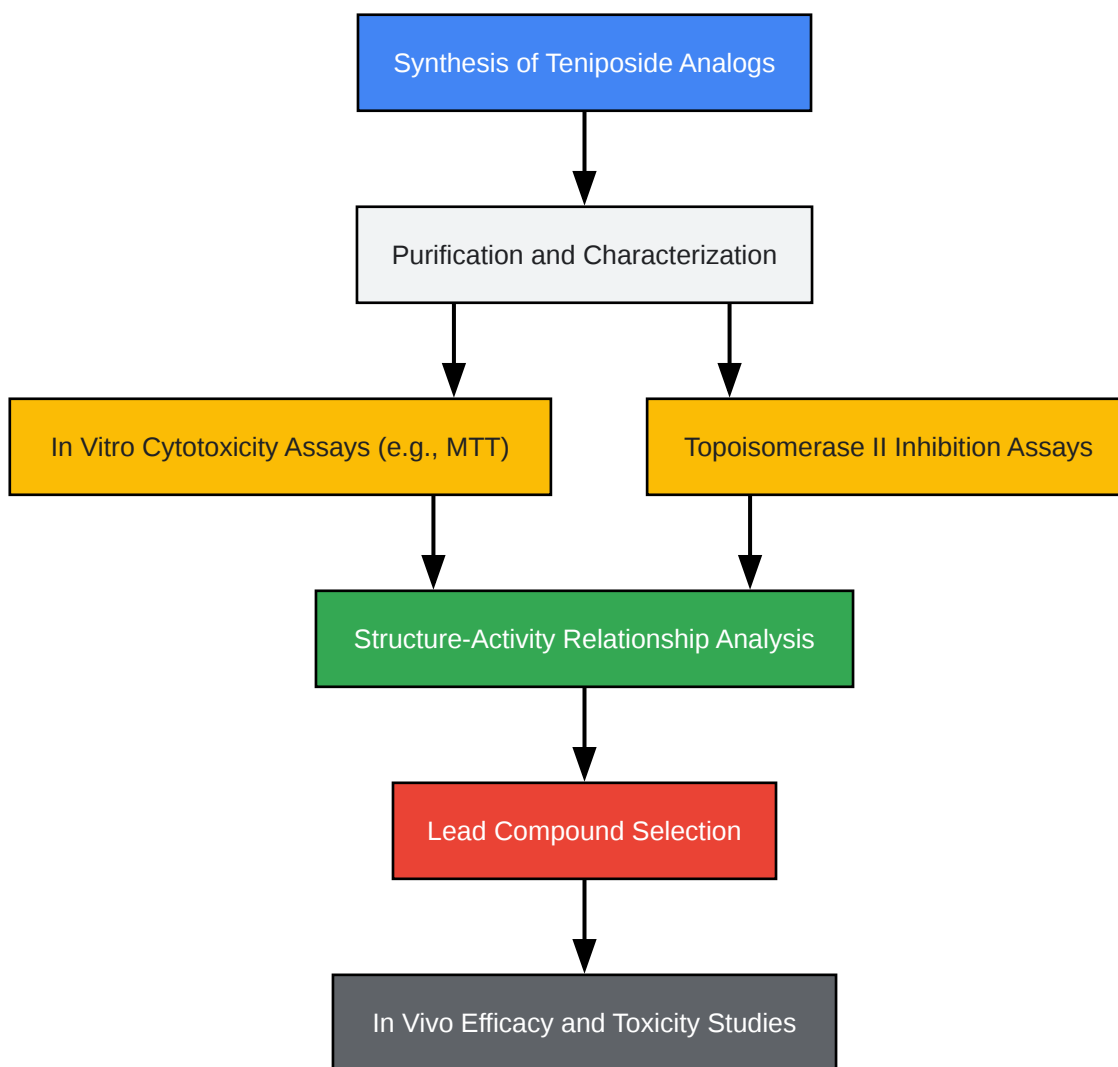 Synthesis of Teniposide Analogs
Purification and Characterization
In Vitro Cytotoxicity Assays (e.g., MTT)
Topoisomerase II Inhibition Assays
Structure-Activity Relationship Analysis
Lead Compound Selection
In Vivo Efficacy and Toxicity Studies